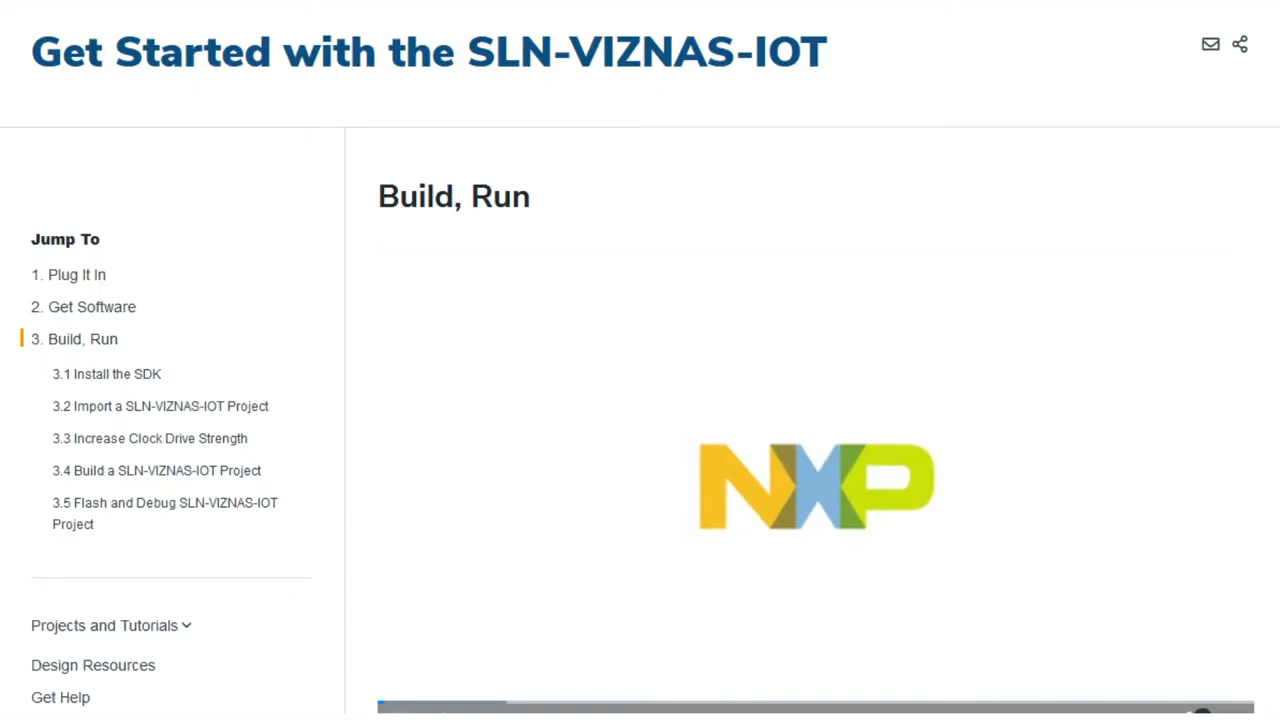 Get Started with the SLN-VIZNAS-IOT
Build, Run
Jump To
1. Plug It In
2. Get Software
3. Build, Run
3.1 Install the SDK
3.2 Import a SLN-VIZNAS-IOT Project
3.3 Increase Clock Drive Strength
3.4 Build a SLN-VIZNAS-IOT Project
3.5 Flash and Debug SLN-VIZNAS-IOT
Project
NXP
Projects and Tutorials
Design Resources
Get Help